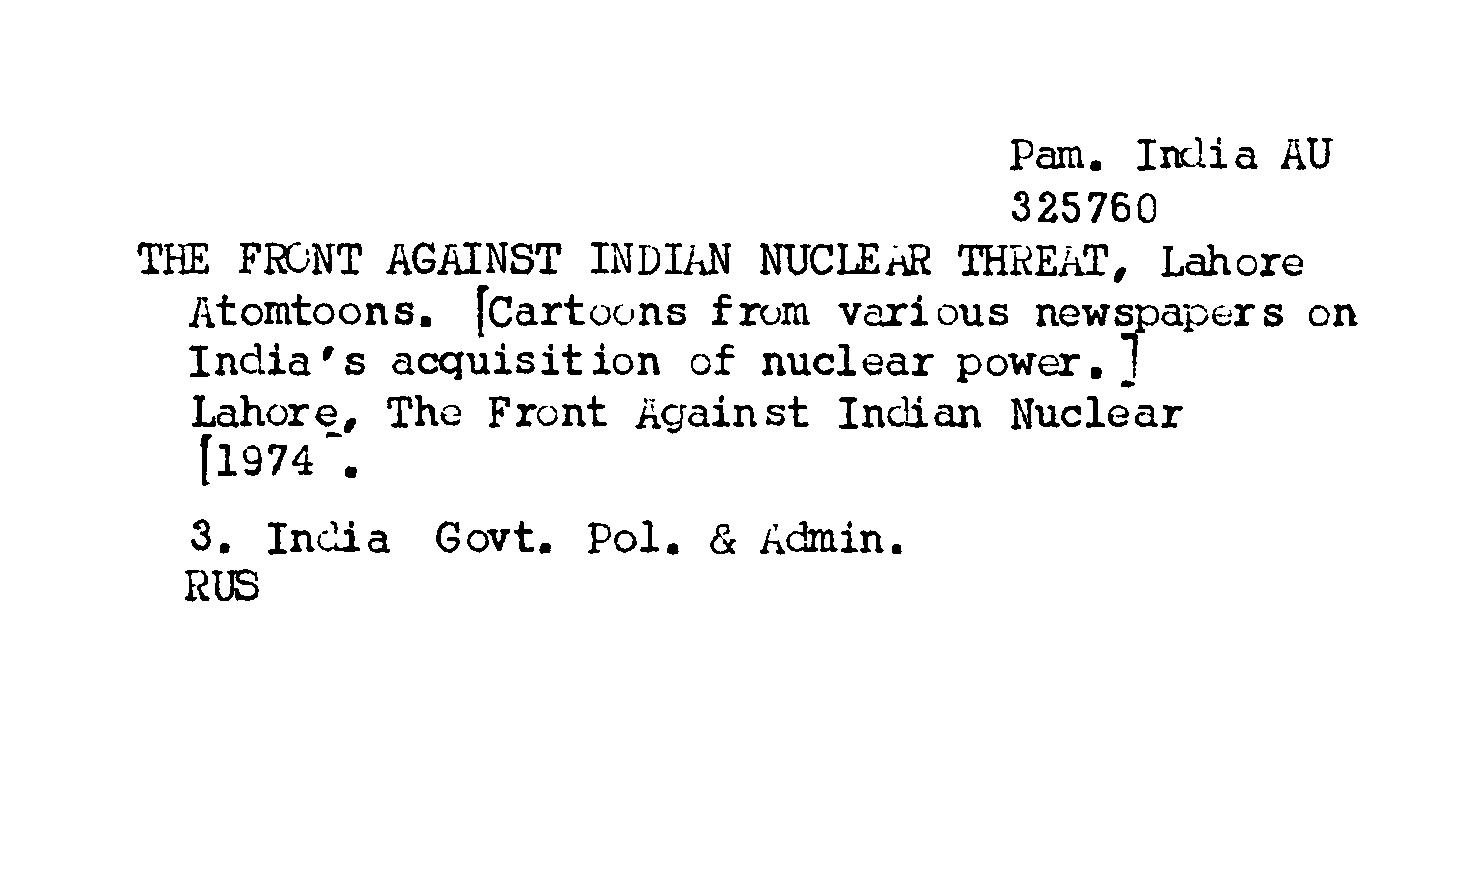 Pam. India AU
325760
THE FRONT AGAINST INDIAN NUCLEAR THREAT, Lahore
Atomtoons. [Cartoons from various newspapers on
India's acquisition of nuclear power.]
Lahore, The Front Against Indian Nuclear
[1974].
3. India Govt. Pol. & Admin.
RUS